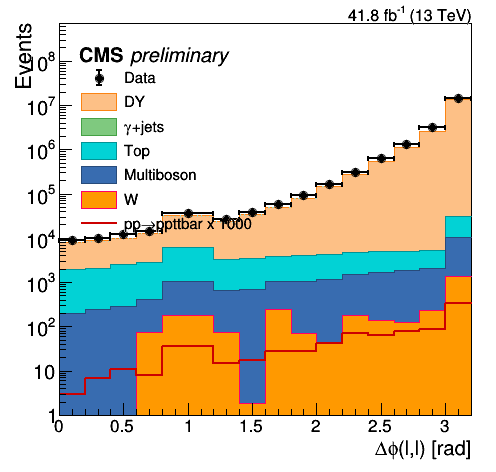 41.8 fb⁻¹ (13 TeV)
Events
CMS preliminary
Data
DY
γ+jets
Top
Multiboson
W
pp→ppttbar x 1000
10⁸
10⁷
10⁶
10⁵
10⁴
10³
10²
10
1
0 0.5 1 1.5 2 2.5 3
Δϕ(l,l) [rad]